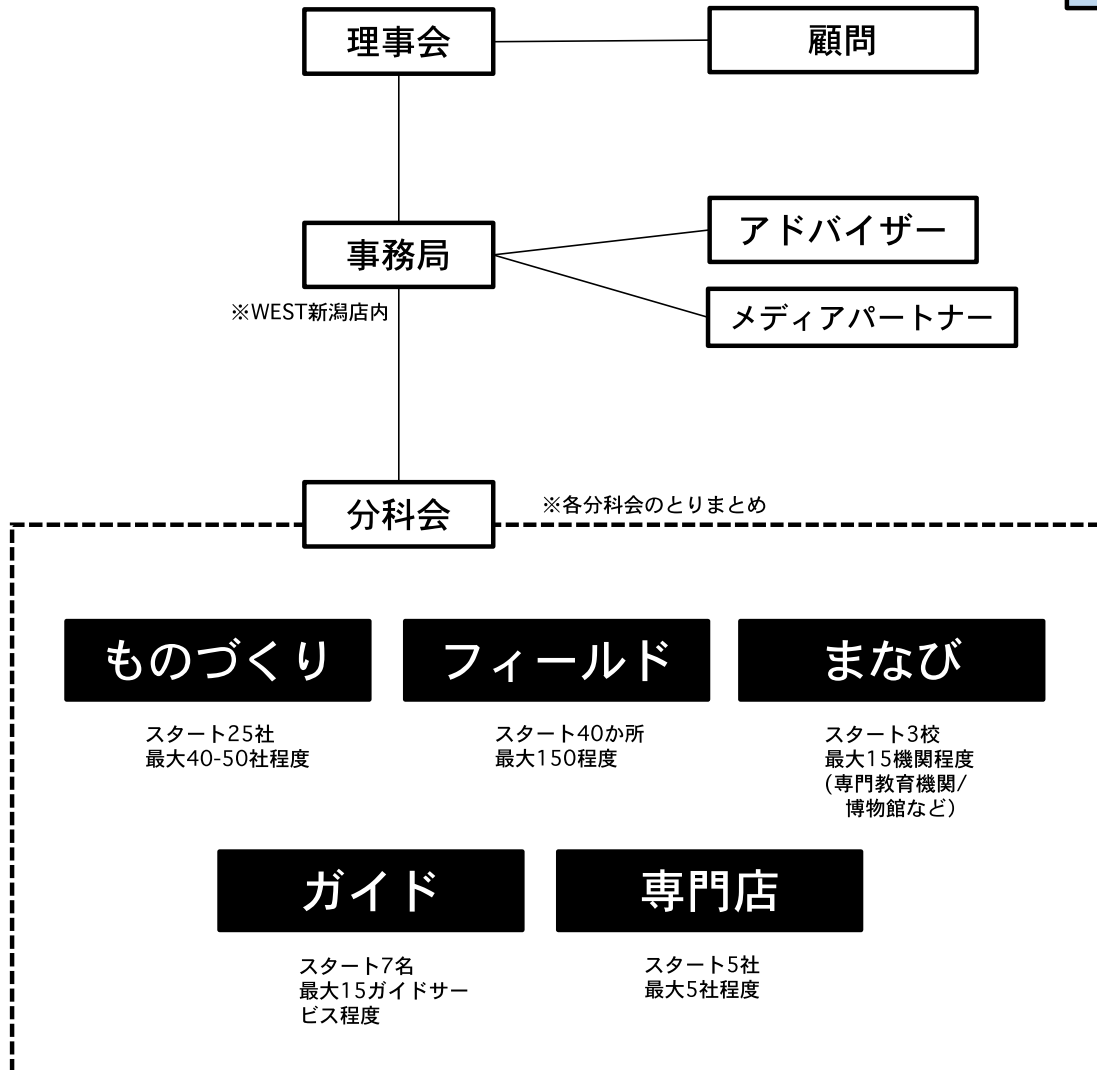 理事会
顧問
事務局
※WEST新潟店内
アドバイザー
メディアパートナー
分科会
※各分科会のとりまとめ
ものづくり
スタート25社
最大40-50社程度
フィールド
スタート40か所
最大150程度
まなび
スタート3校
最大15機関程度
(専門教育機関/
博物館など)
ガイド
スタート7名
最大15ガイドサー
ビス程度
専門店
スタート5社
最大5社程度